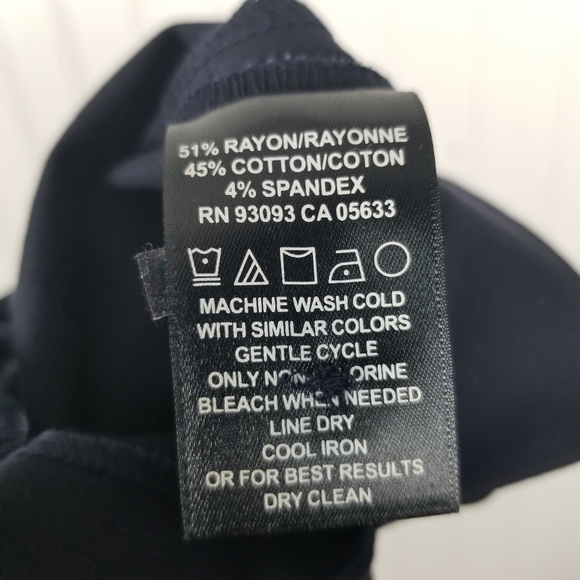 51% RAYON/RAYONNE
45% COTTON/COTON
4% SPANDEX
RN 93093 CA 05633
MACHINE WASH COLD
WITH SIMILAR COLORS
GENTLE CYCLE
ONLY
BLEACH WHEN NEEDED
LINE DRY
COOL IRON
OR FOR BEST RESULTS
DRY CLEAN